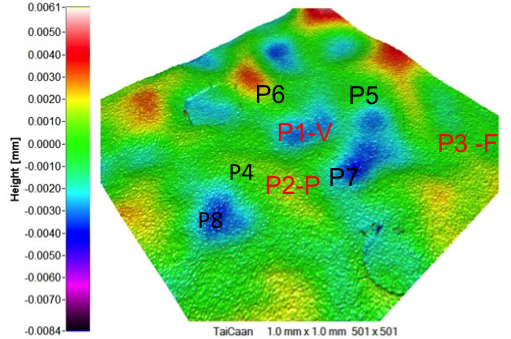 0.0061
0.0050
0.0040
0.0030
0.0020
0.0010
0.0000
-0.0010
-0.0020
-0.0030
-0.0040
-0.0050
-0.0060
-0.0070
-0.0084
Height [mm]
P6
P5
P1-V
P3 -F
P4
P2-P
P7
P8
TaiCaan 1.0 mm x 1.0 mm 501 x 501